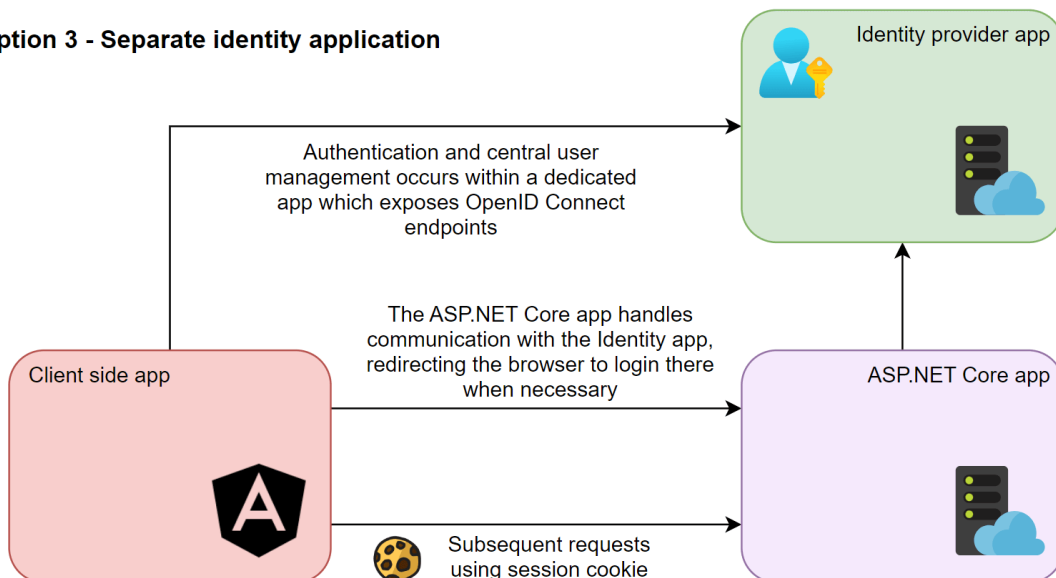 ption 3 - Separate identity application
Identity provider app
Authentication and central user
management occurs within a dedicated
app which exposes OpenID Connect
endpoints
The ASP.NET Core app handles
communication with the Identity app,
redirecting the browser to login there
when necessary
Client side app
ASP.NET Core app
Subsequent requests
using session cookie